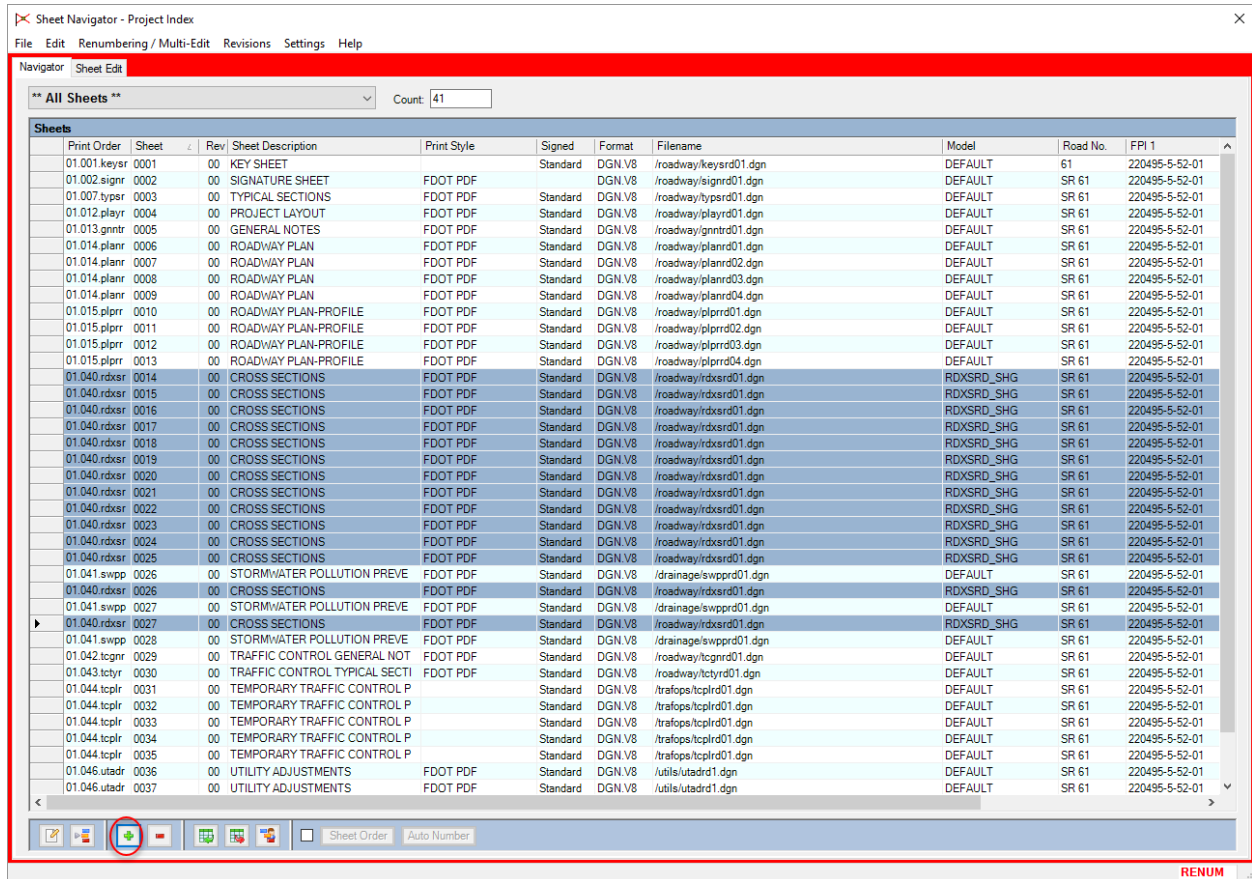 Sheet Navigator - Project Index
File Edit Renumbering / Multi-Edit Revisions Settings Help
Navigator Sheet Edit
** All Sheets ** Count: 41
Sheets
Print Order Sheet Rev Sheet Description Print Style Signed Format Filename Model Road No. FPI 1
01.001.keysr 0001 00 KEY SHEET Standard DGN.V8 /roadway/keysrd01.dgn DEFAULT 61 220495-5-52-01
01.002.signr 0002 00 SIGNATURE SHEET FDOT PDF DGN.V8 /roadway/signrd01.dgn DEFAULT SR 61 220495-5-52-01
01.007.typsr 0003 00 TYPICAL SECTIONS FDOT PDF Standard DGN.V8 /roadway/typsrd01.dgn DEFAULT SR 61 220495-5-52-01
01.012.playr 0004 00 PROJECT LAYOUT FDOT PDF Standard DGN.V8 /roadway/playrd01.dgn DEFAULT SR 61 220495-5-52-01
01.013.gnntr 0005 00 GENERAL NOTES FDOT PDF Standard DGN.V8 /roadway/gnntrd01.dgn DEFAULT SR 61 220495-5-52-01
01.014.planr 0006 00 ROADWAY PLAN FDOT PDF Standard DGN.V8 /roadway/planrd01.dgn DEFAULT SR 61 220495-5-52-01
01.014.planr 0007 00 ROADWAY PLAN FDOT PDF Standard DGN.V8 /roadway/planrd02.dgn DEFAULT SR 61 220495-5-52-01
01.014.planr 0008 00 ROADWAY PLAN FDOT PDF Standard DGN.V8 /roadway/planrd03.dgn DEFAULT SR 61 220495-5-52-01
01.014.planr 0009 00 ROADWAY PLAN FDOT PDF Standard DGN.V8 /roadway/planrd04.dgn DEFAULT SR 61 220495-5-52-01
01.015.plprr 0010 00 ROADWAY PLAN-PROFILE FDOT PDF Standard DGN.V8 /roadway/plprrd01.dgn DEFAULT SR 61 220495-5-52-01
01.015.plprr 0011 00 ROADWAY PLAN-PROFILE FDOT PDF Standard DGN.V8 /roadway/plprrd02.dgn DEFAULT SR 61 220495-5-52-01
01.015.plprr 0012 00 ROADWAY PLAN-PROFILE FDOT PDF Standard DGN.V8 /roadway/plprrd03.dgn DEFAULT SR 61 220495-5-52-01
01.015.plprr 0013 00 ROADWAY PLAN-PROFILE FDOT PDF Standard DGN.V8 /roadway/plprrd04.dgn DEFAULT SR 61 220495-5-52-01
01.040.rdxsr 0014 00 CROSS SECTIONS FDOT PDF Standard DGN.V8 /roadway/rdxsrd01.dgn RDXSRD_SHG SR 61 220495-5-52-01
01.040.rdxsr 0015 00 CROSS SECTIONS FDOT PDF Standard DGN.V8 /roadway/rdxsrd01.dgn RDXSRD_SHG SR 61 220495-5-52-01
01.040.rdxsr 0016 00 CROSS SECTIONS FDOT PDF Standard DGN.V8 /roadway/rdxsrd01.dgn RDXSRD_SHG SR 61 220495-5-52-01
01.040.rdxsr 0017 00 CROSS SECTIONS FDOT PDF Standard DGN.V8 /roadway/rdxsrd01.dgn RDXSRD_SHG SR 61 220495-5-52-01
01.040.rdxsr 0018 00 CROSS SECTIONS FDOT PDF Standard DGN.V8 /roadway/rdxsrd01.dgn RDXSRD_SHG SR 61 220495-5-52-01
01.040.rdxsr 0019 00 CROSS SECTIONS FDOT PDF Standard DGN.V8 /roadway/rdxsrd01.dgn RDXSRD_SHG SR 61 220495-5-52-01
01.040.rdxsr 0020 00 CROSS SECTIONS FDOT PDF Standard DGN.V8 /roadway/rdxsrd01.dgn RDXSRD_SHG SR 61 220495-5-52-01
01.040.rdxsr 0021 00 CROSS SECTIONS FDOT PDF Standard DGN.V8 /roadway/rdxsrd01.dgn RDXSRD_SHG SR 61 220495-5-52-01
01.040.rdxsr 0022 00 CROSS SECTIONS FDOT PDF Standard DGN.V8 /roadway/rdxsrd01.dgn RDXSRD_SHG SR 61 220495-5-52-01
01.040.rdxsr 0023 00 CROSS SECTIONS FDOT PDF Standard DGN.V8 /roadway/rdxsrd01.dgn RDXSRD_SHG SR 61 220495-5-52-01
01.040.rdxsr 0024 00 CROSS SECTIONS FDOT PDF Standard DGN.V8 /roadway/rdxsrd01.dgn RDXSRD_SHG SR 61 220495-5-52-01
01.040.rdxsr 0025 00 CROSS SECTIONS FDOT PDF Standard DGN.V8 /roadway/rdxsrd01.dgn RDXSRD_SHG SR 61 220495-5-52-01
01.041.swpp 0026 00 STORMWATER POLLUTION PREVE FDOT PDF Standard DGN.V8 /drainage/swpprd01.dgn DEFAULT SR 61 220495-5-52-01
01.040.rdxsr 0026 00 CROSS SECTIONS FDOT PDF Standard DGN.V8 /roadway/rdxsrd01.dgn RDXSRD_SHG SR 61 220495-5-52-01
01.041.swpp 0027 00 STORMWATER POLLUTION PREVE FDOT PDF Standard DGN.V8 /drainage/swpprd01.dgn DEFAULT SR 61 220495-5-52-01
01.040.rdxsr 0027 00 CROSS SECTIONS FDOT PDF Standard DGN.V8 /roadway/rdxsrd01.dgn RDXSRD_SHG SR 61 220495-5-52-01
01.041.swpp 0028 00 STORMWATER POLLUTION PREVE FDOT PDF Standard DGN.V8 /drainage/swpprd01.dgn DEFAULT SR 61 220495-5-52-01
01.042.tcgnr 0029 00 TRAFFIC CONTROL GENERAL NOT FDOT PDF Standard DGN.V8 /roadway/tcgnrd01.dgn DEFAULT SR 61 220495-5-52-01
01.043.tctyr 0030 00 TRAFFIC CONTROL TYPICAL SECTI FDOT PDF Standard DGN.V8 /roadway/tctyrd01.dgn DEFAULT SR 61 220495-5-52-01
01.044.tcplr 0031 00 TEMPORARY TRAFFIC CONTROL P Standard DGN.V8 /trafops/tcplrd01.dgn DEFAULT SR 61 220495-5-52-01
01.044.tcplr 0032 00 TEMPORARY TRAFFIC CONTROL P Standard DGN.V8 /trafops/tcplrd01.dgn DEFAULT SR 61 220495-5-52-01
01.044.tcplr 0033 00 TEMPORARY TRAFFIC CONTROL P Standard DGN.V8 /trafops/tcplrd01.dgn DEFAULT SR 61 220495-5-52-01
01.044.tcplr 0034 00 TEMPORARY TRAFFIC CONTROL P Standard DGN.V8 /trafops/tcplrd01.dgn DEFAULT SR 61 220495-5-52-01
01.044.tcplr 0035 00 TEMPORARY TRAFFIC CONTROL P Standard DGN.V8 /trafops/tcplrd01.dgn DEFAULT SR 61 220495-5-52-01
01.046.utadr 0036 00 UTILITY ADJUSTMENTS FDOT PDF Standard DGN.V8 /utils/utadrd1.dgn DEFAULT SR 61 220495-5-52-01
01.046.utadr 0037 00 UTILITY ADJUSTMENTS FDOT PDF Standard DGN.V8 /utils/utadrd1.dgn DEFAULT SR 61 220495-5-52-01
Sheet Order Auto Number
RENUM